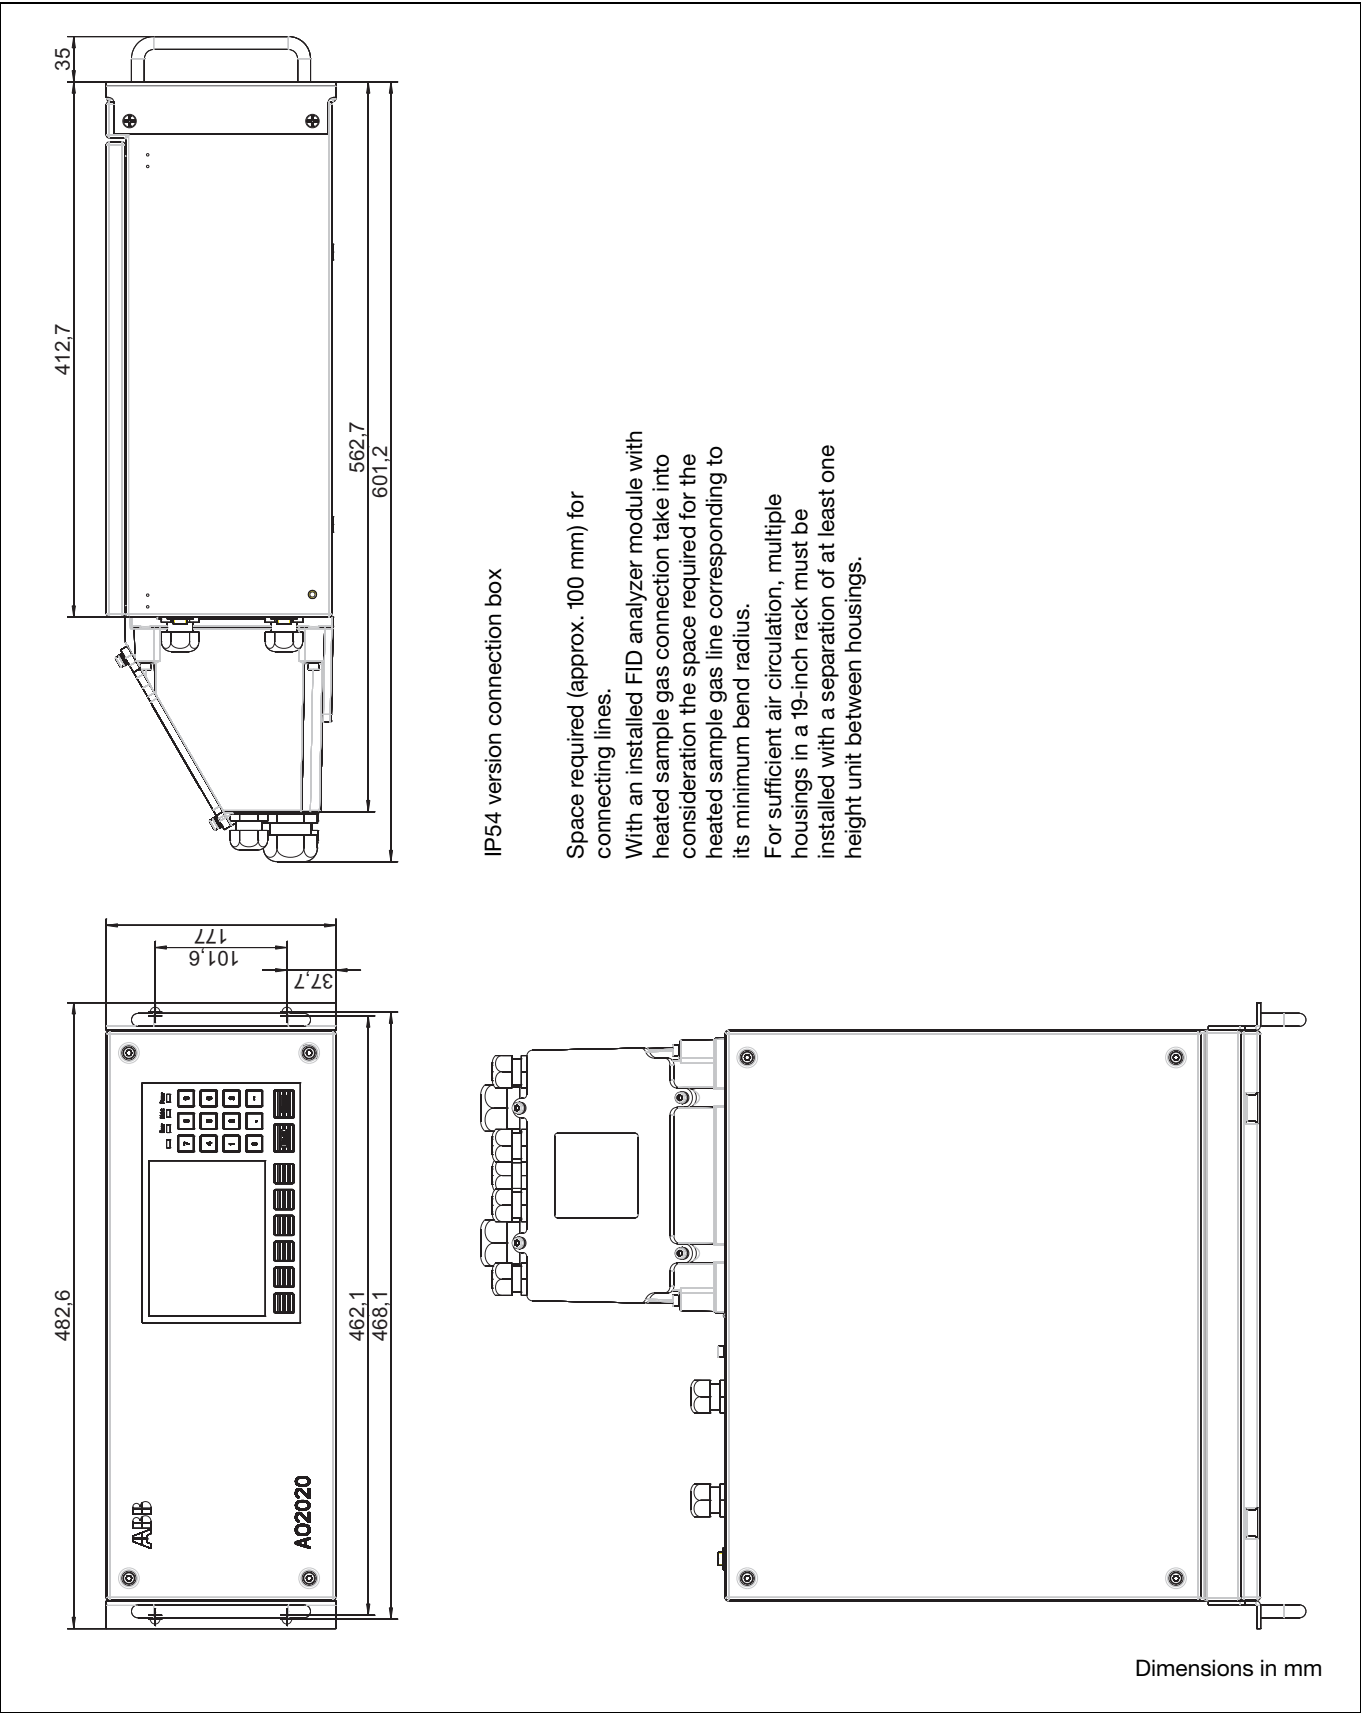 35
412,7
562,7
601,2
IP54 version connection box
Space required (approx. 100 mm) for
connecting lines.
With an installed FID analyzer module with
heated sample gas connection take into
consideration the space required for the
heated sample gas line corresponding to
its minimum bend radius.
For sufficient air circulation, multiple
housings in a 19-inch rack must be
installed with a separation of at least one
height unit between housings.
177
101,6
37,7
482,6
462,1
468,1
ABB
AO2020
7
4
1
0
Dimensions in mm